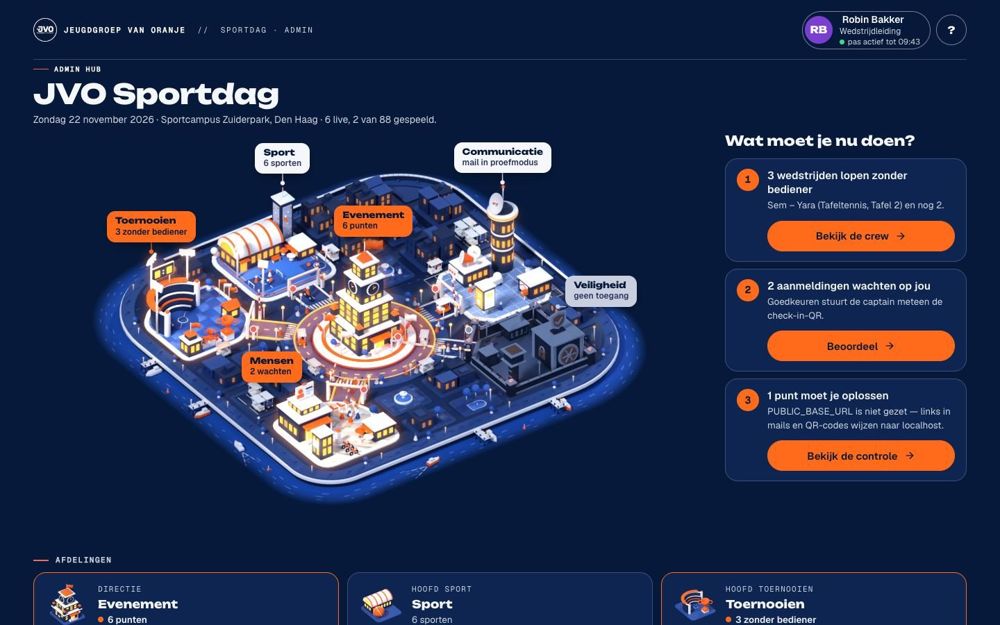 JVO JEUGDGROEP VAN ORANJE // SPORTDAG · ADMIN
RB
Robin Bakker
Wedstrijdleiding
pas actief tot 09:43
?
ADMIN HUB
JVO Sportdag
Zondag 22 november 2026 · Sportcampus Zuiderpark, Den Haag · 6 live, 2 van 88 gespeeld.
Sport
6 sporten
Communicatie
mail in proefmodus
Toernooien
3 zonder bediener
Evenement
6 punten
Veiligheid
geen toegang
Mensen
2 wachten
Wat moet je nu doen?
1
3 wedstrijden lopen zonder
bediener
Sem – Yara (Tafeltennis, Tafel 2) en nog 2.
Bekijk de crew →
2
2 aanmeldingen wachten op jou
Goedkeuren stuurt de captain meteen de
check-in-QR.
Beoordeel →
3
1 punt moet je oplossen
PUBLIC_BASE_URL is niet gezet — links in
mails en QR-codes wijzen naar localhost.
Bekijk de controle →
AFDELINGEN
DIRECTIE
Evenement
6 punten
HOOFD SPORT
Sport
6 sporten
HOOFD TOERNOOIEN
Toernooien
3 zonder bediener